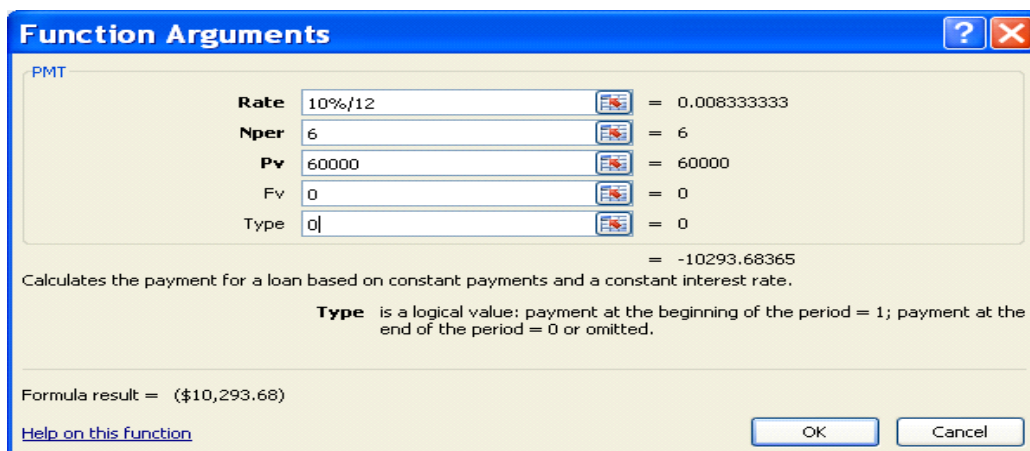 Function Arguments
?
PMT
Rate 10%/12 = 0.008333333
Nper 6 = 6
Pv 60000 = 60000
Fv 0 = 0
Type 0 = 0
= -10293.68365
Calculates the payment for a loan based on constant payments and a constant interest rate.
Type is a logical value: payment at the beginning of the period = 1; payment at the
end of the period = 0 or omitted.
Formula result = ($10,293.68)
Help on this function OK Cancel